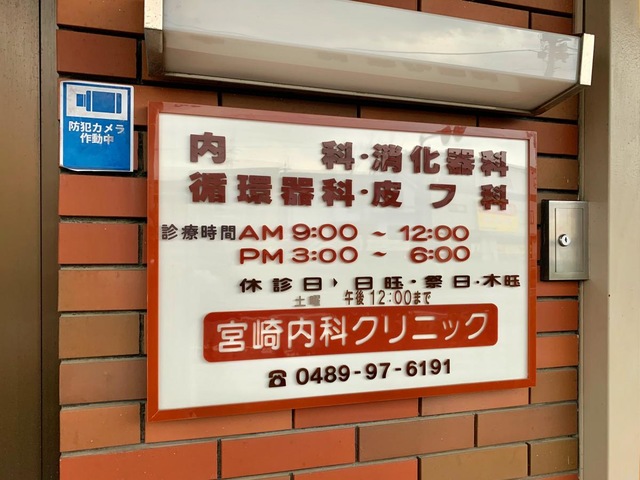 防犯カメラ
作動中
内 科・消化器科
循環器科・皮フ科
診療時間 AM 9:00 ~ 12:00
PM 3:00 ~ 6:00
休診日，日旺・祭日・木旺
土曜 午後12:00まで
宮崎内科クリニック
☎ 0489-97-6191